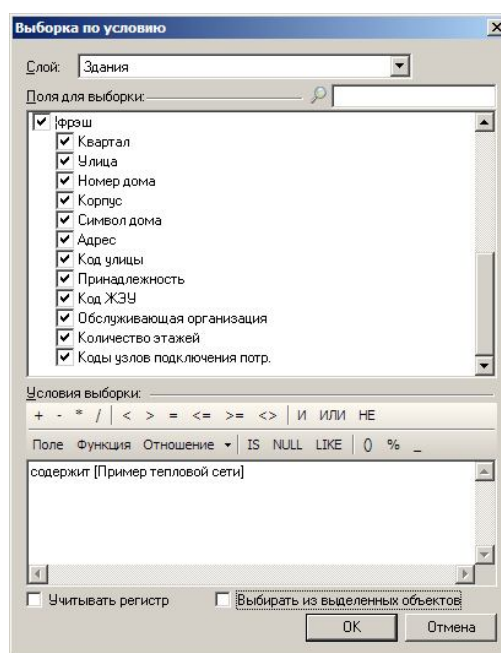 Выборка по условию
Слой: Здания
Поля для выборки:
фрэш
Квартал
Улица
Номер дома
Корпус
Символ дома
Адрес
Код улицы
Принадлежность
Код ЖЭУ
Обслуживающая организация
Количество этажей
Коды узлов подключения потр.
Условия выборки:
+ - * / < > = <= >= <> И ИЛИ НЕ
Поле Функция Отношение IS NULL LIKE () % _
содержит [Пример тепловой сети]
Учитывать регистр Выбирать из выделенных объектов
OK Отмена